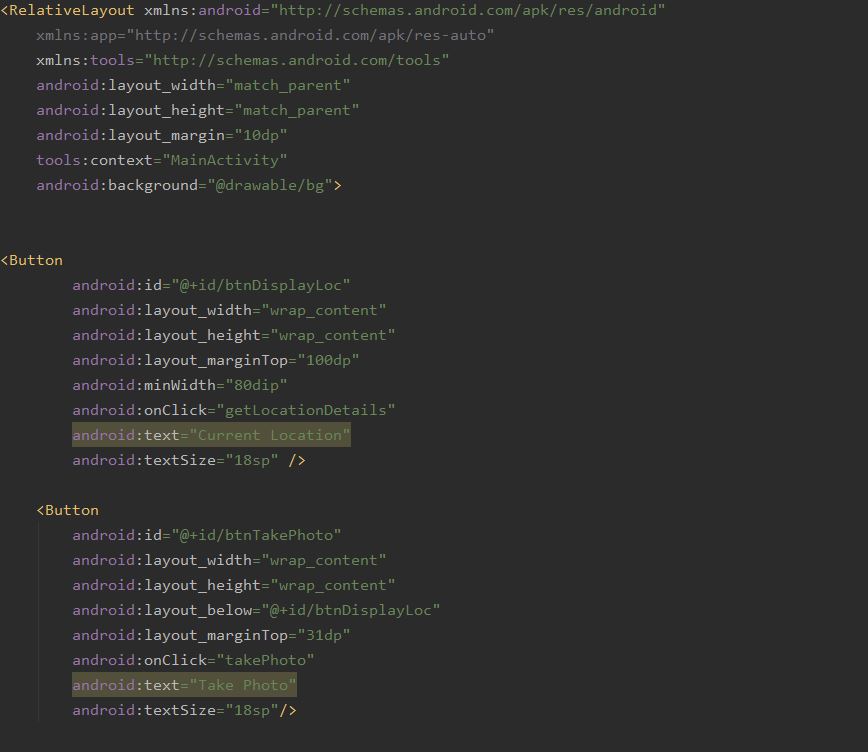 <RelativeLayout xmlns:android="http://schemas.android.com/apk/res/android"
xmlns:app="http://schemas.android.com/apk/res-auto"
xmlns:tools="http://schemas.android.com/tools"
android:layout_width="match_parent"
android:layout_height="match_parent"
android:layout_margin="10dp"
tools:context="MainActivity"
android:background="@drawable/bg">
<Button
android:id="@+id/btnDisplayLoc"
android:layout_width="wrap_content"
android:layout_height="wrap_content"
android:layout_marginTop="100dp"
android:minWidth="80dip"
android:onClick="getLocationDetails"
android:text="Current Location"
android:textSize="18sp" />
<Button
android:id="@+id/btnTakePhoto"
android:layout_width="wrap_content"
android:layout_height="wrap_content"
android:layout_below="@+id/btnDisplayLoc"
android:layout_marginTop="31dp"
android:onClick="takePhoto"
android:text="Take Photo"
android:textSize="18sp"/>